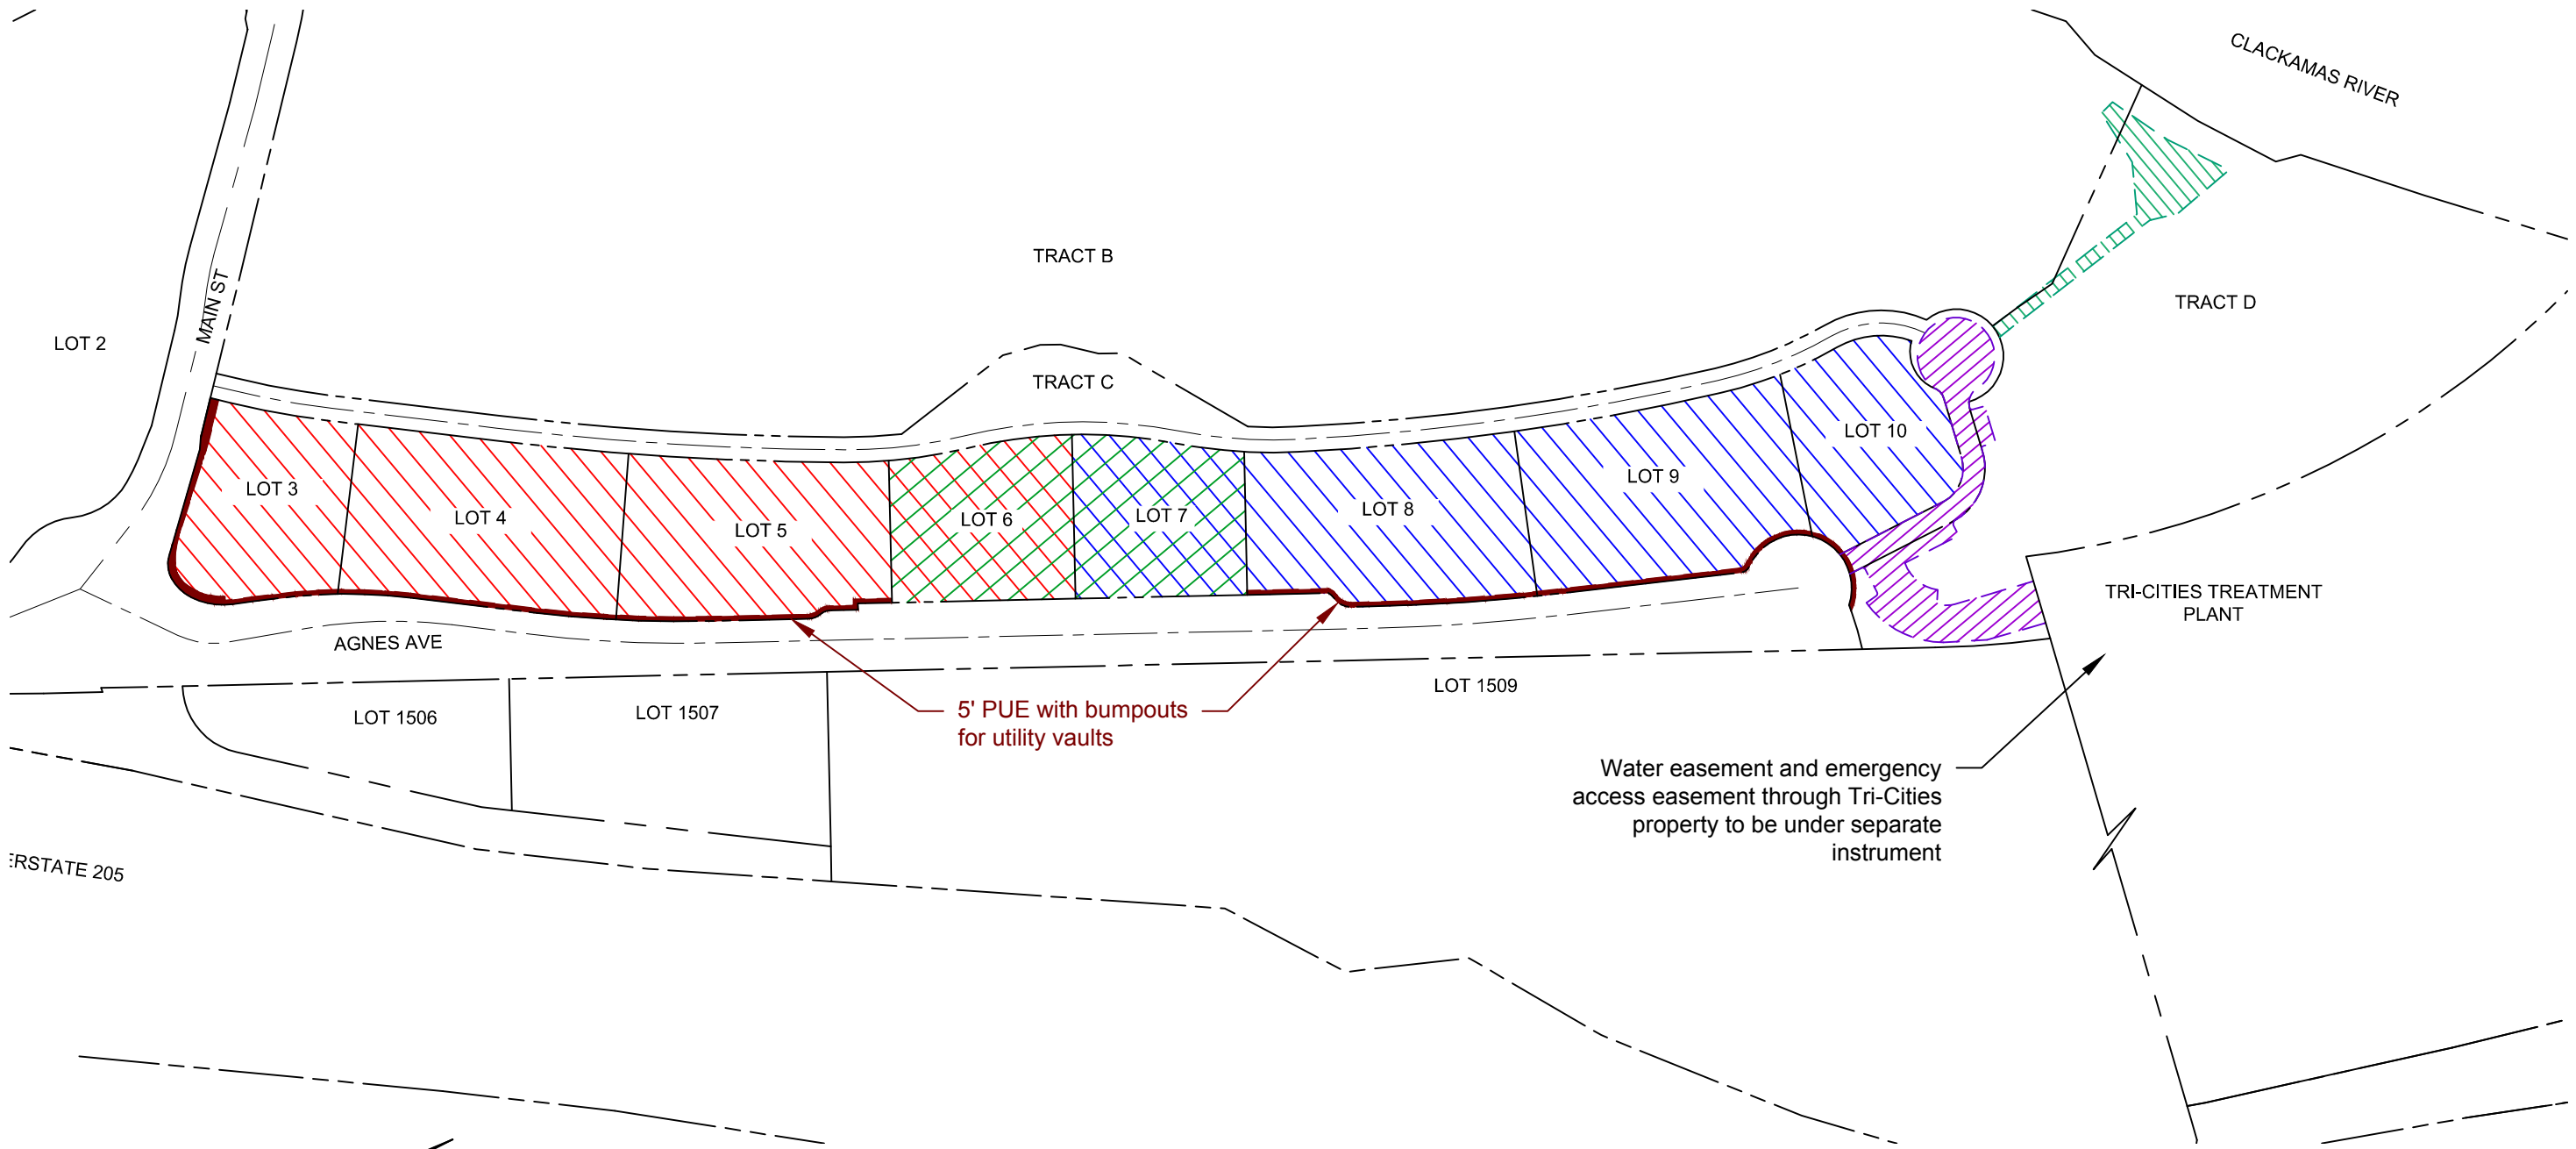 CLACKAMAS RIVER
TRACT B
MAIN ST
TRACT D
LOT 2
TRACT C
LOT 3
LOT 4
LOT 5
LOT 6
LOT 7
LOT 8
LOT 9
LOT 10
TRI-CITIES TREATMENT
PLANT
AGNES AVE
LOT 1506
LOT 1507
5' PUE with bumpouts
for utility vaults
LOT 1509
Water easement and emergency
access easement through Tri-Cities
property to be under separate
instrument
ERSTATE 205